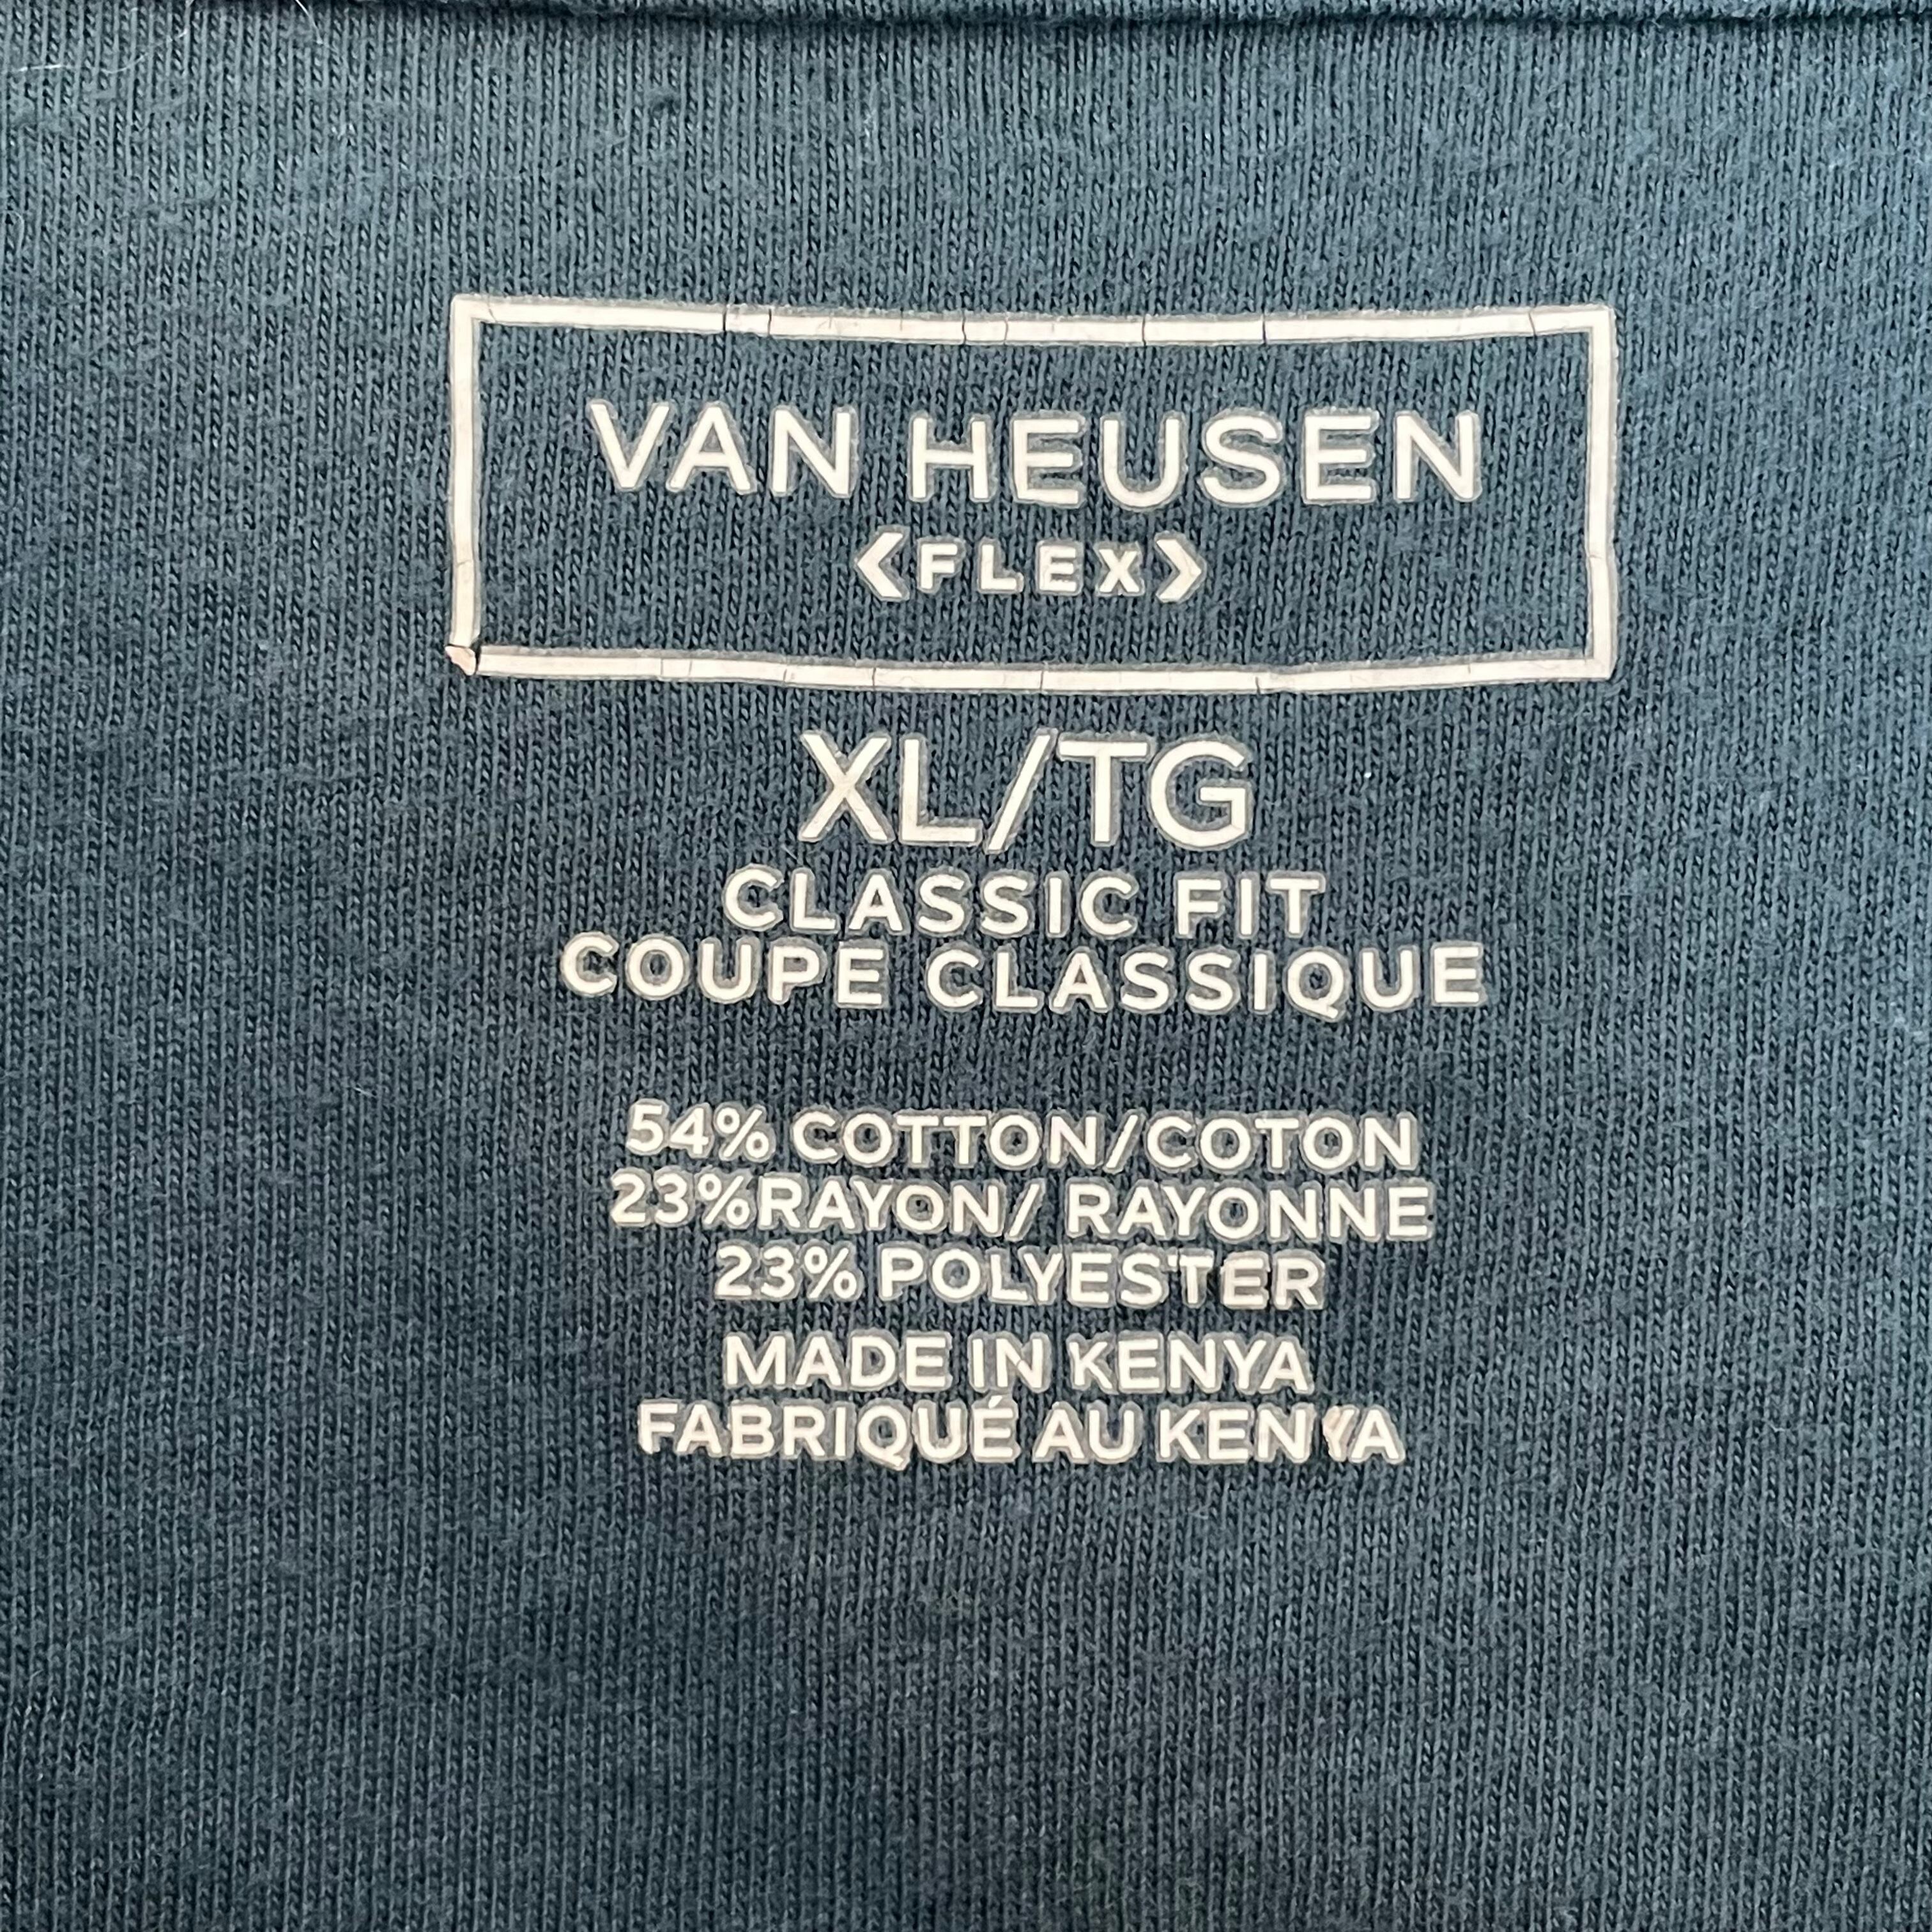 VAN HEUSEN
<FLEX>
XL/TG
CLASSIC FIT
COUPE CLASSIQUE
54% COTTON/COTON
23%RAYON/ RAYONNE
23% POLYESTER
MADE IN KENYA
FABRIQUÉ AU KENYA